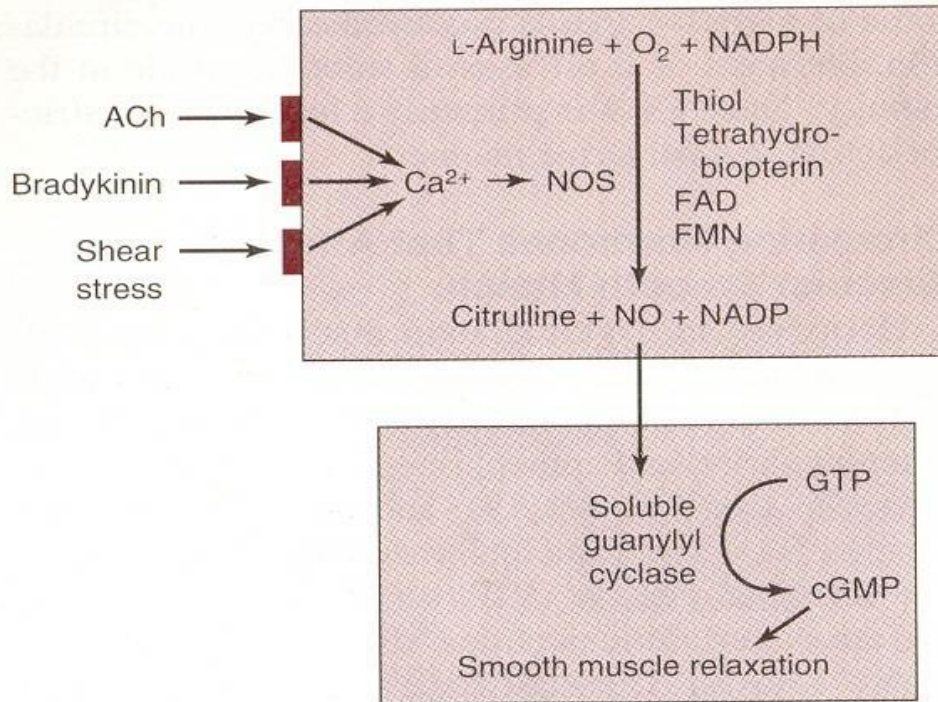 L-Arginine + O₂ + NADPH
Thiol
Tetrahydro-
biopterin
FAD
FMN
ACh
Bradykinin
Shear
stress
Ca²⁺
NOS
Citrulline + NO + NADP
Soluble
guanylyl
cyclase
GTP
cGMP
Smooth muscle relaxation